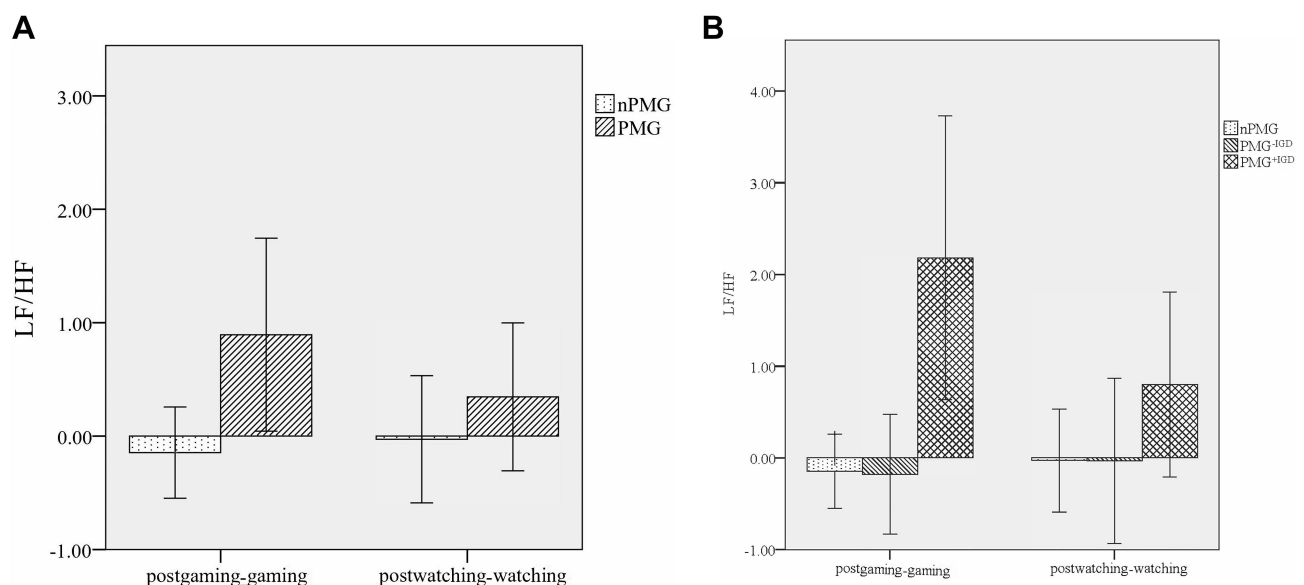 A
3.00
2.00
1.00
0.00
-1.00
LF/HF
postgaming-gaming
postwatching-watching
nPMG
PMG
B
4.00
3.00
2.00
1.00
0.00
-1.00
LF/HF
postgaming-gaming
postwatching-watching
nPMG
PMG-IGD
PMG+IGD